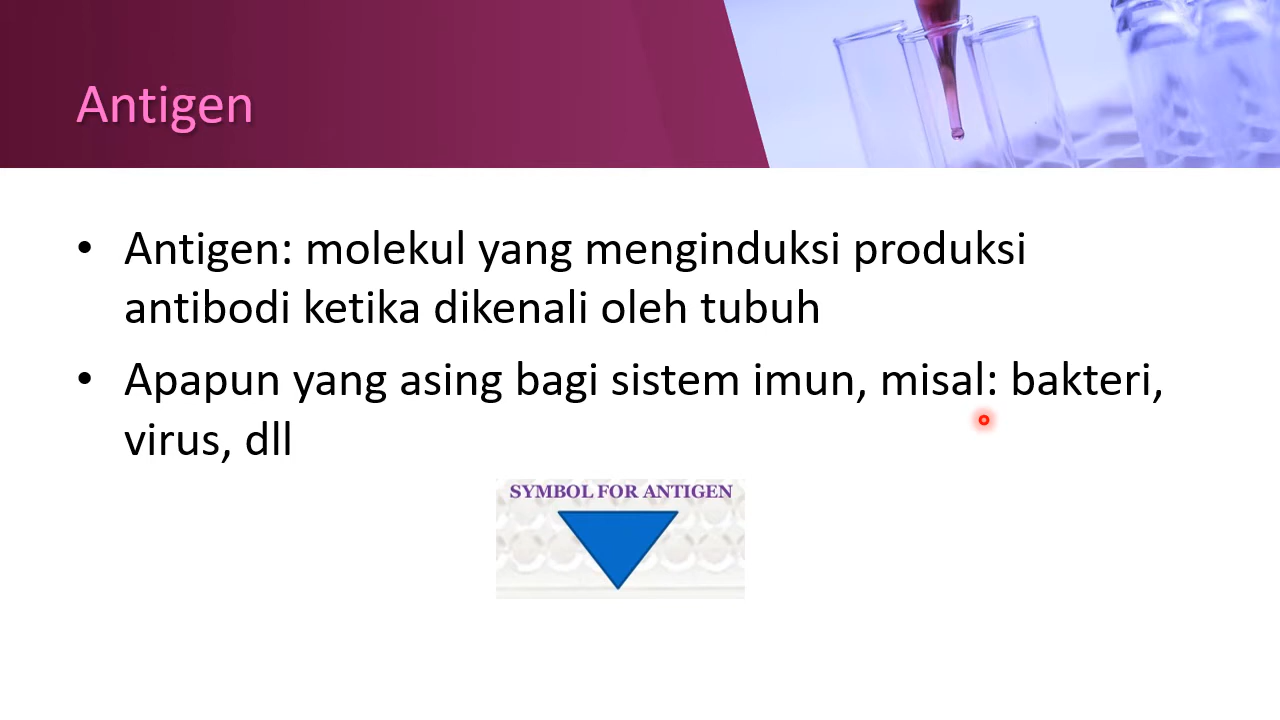 Antigen
• Antigen: molekul yang menginduksi produksi
antibodi ketika dikenali oleh tubuh
• Apapun yang asing bagi sistem imun, misal: bakteri,
virus, dll
SYMBOL FOR ANTIGEN